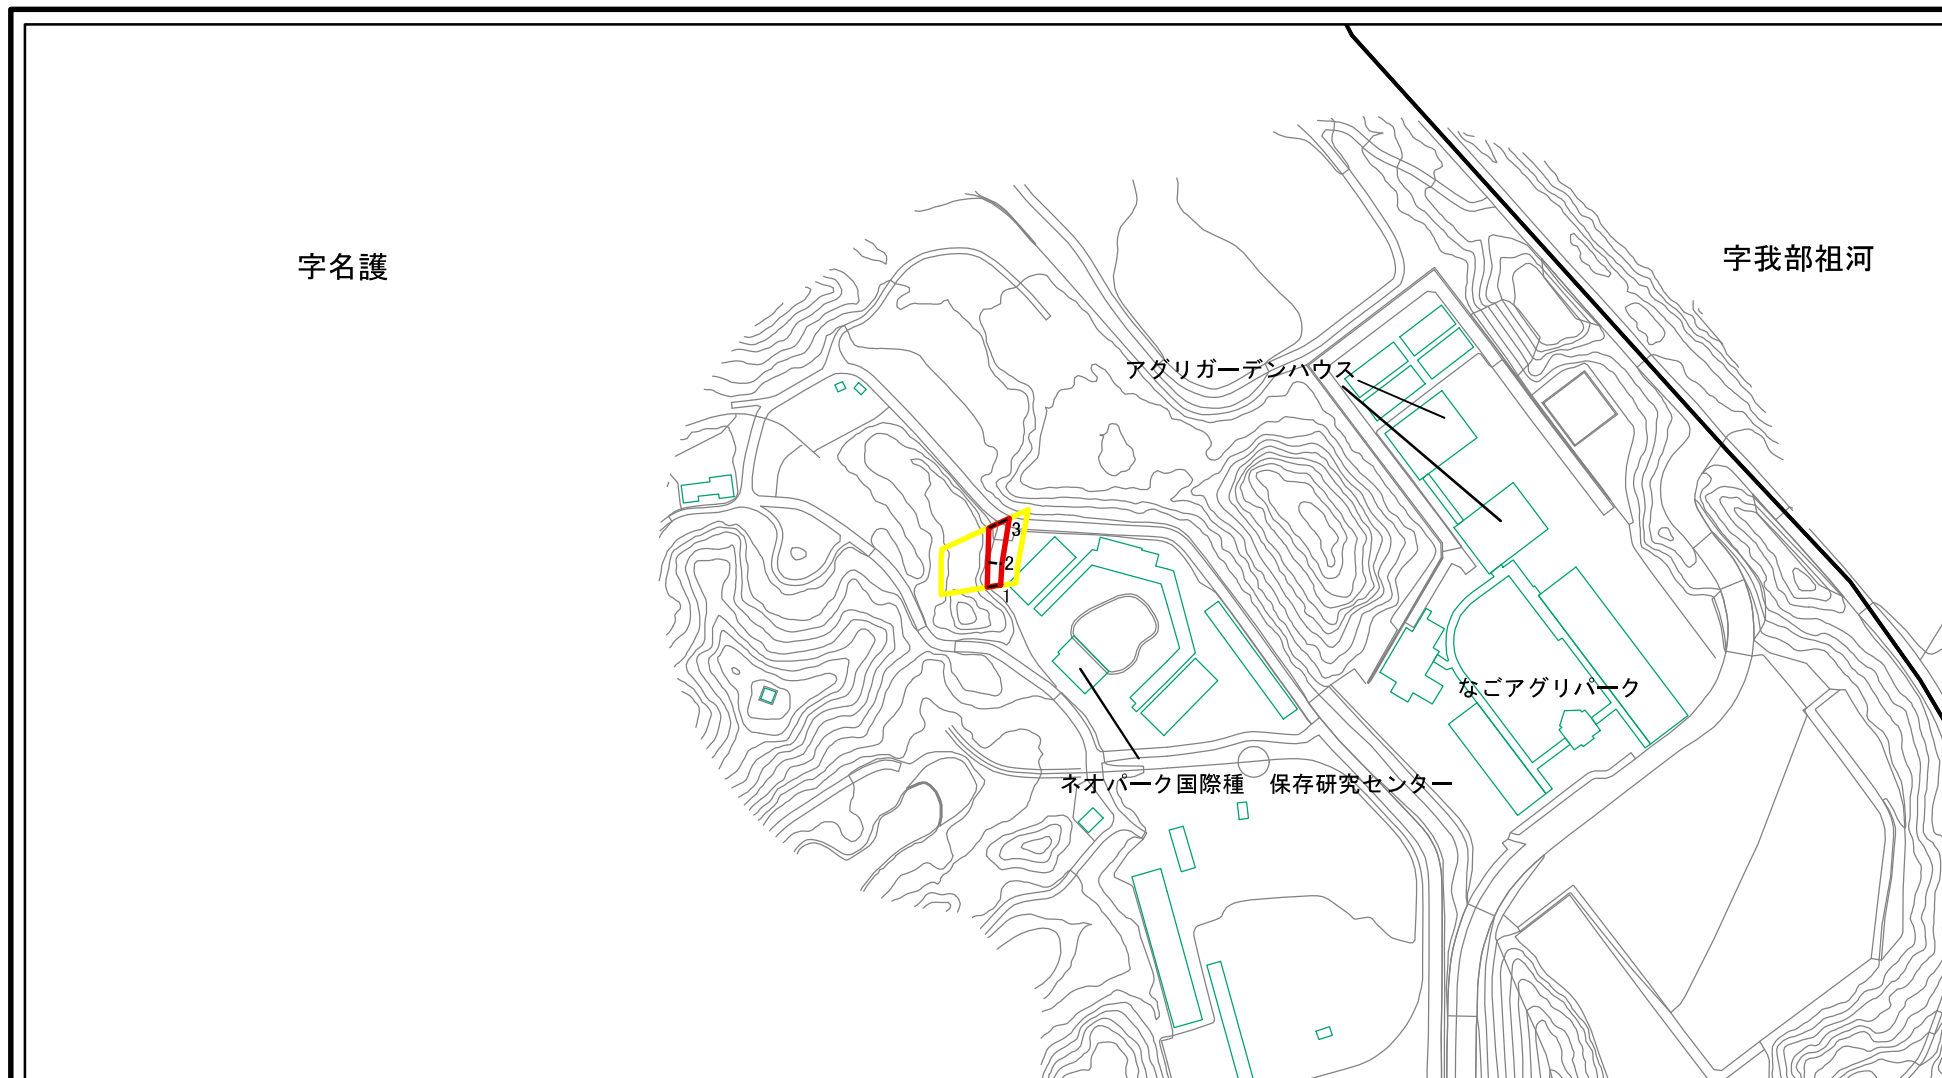 字名護
字我部祖河
アグリガーデンハウス
3
2
1
なごアグリパーク
ネオパーク国際種　保存研究センター